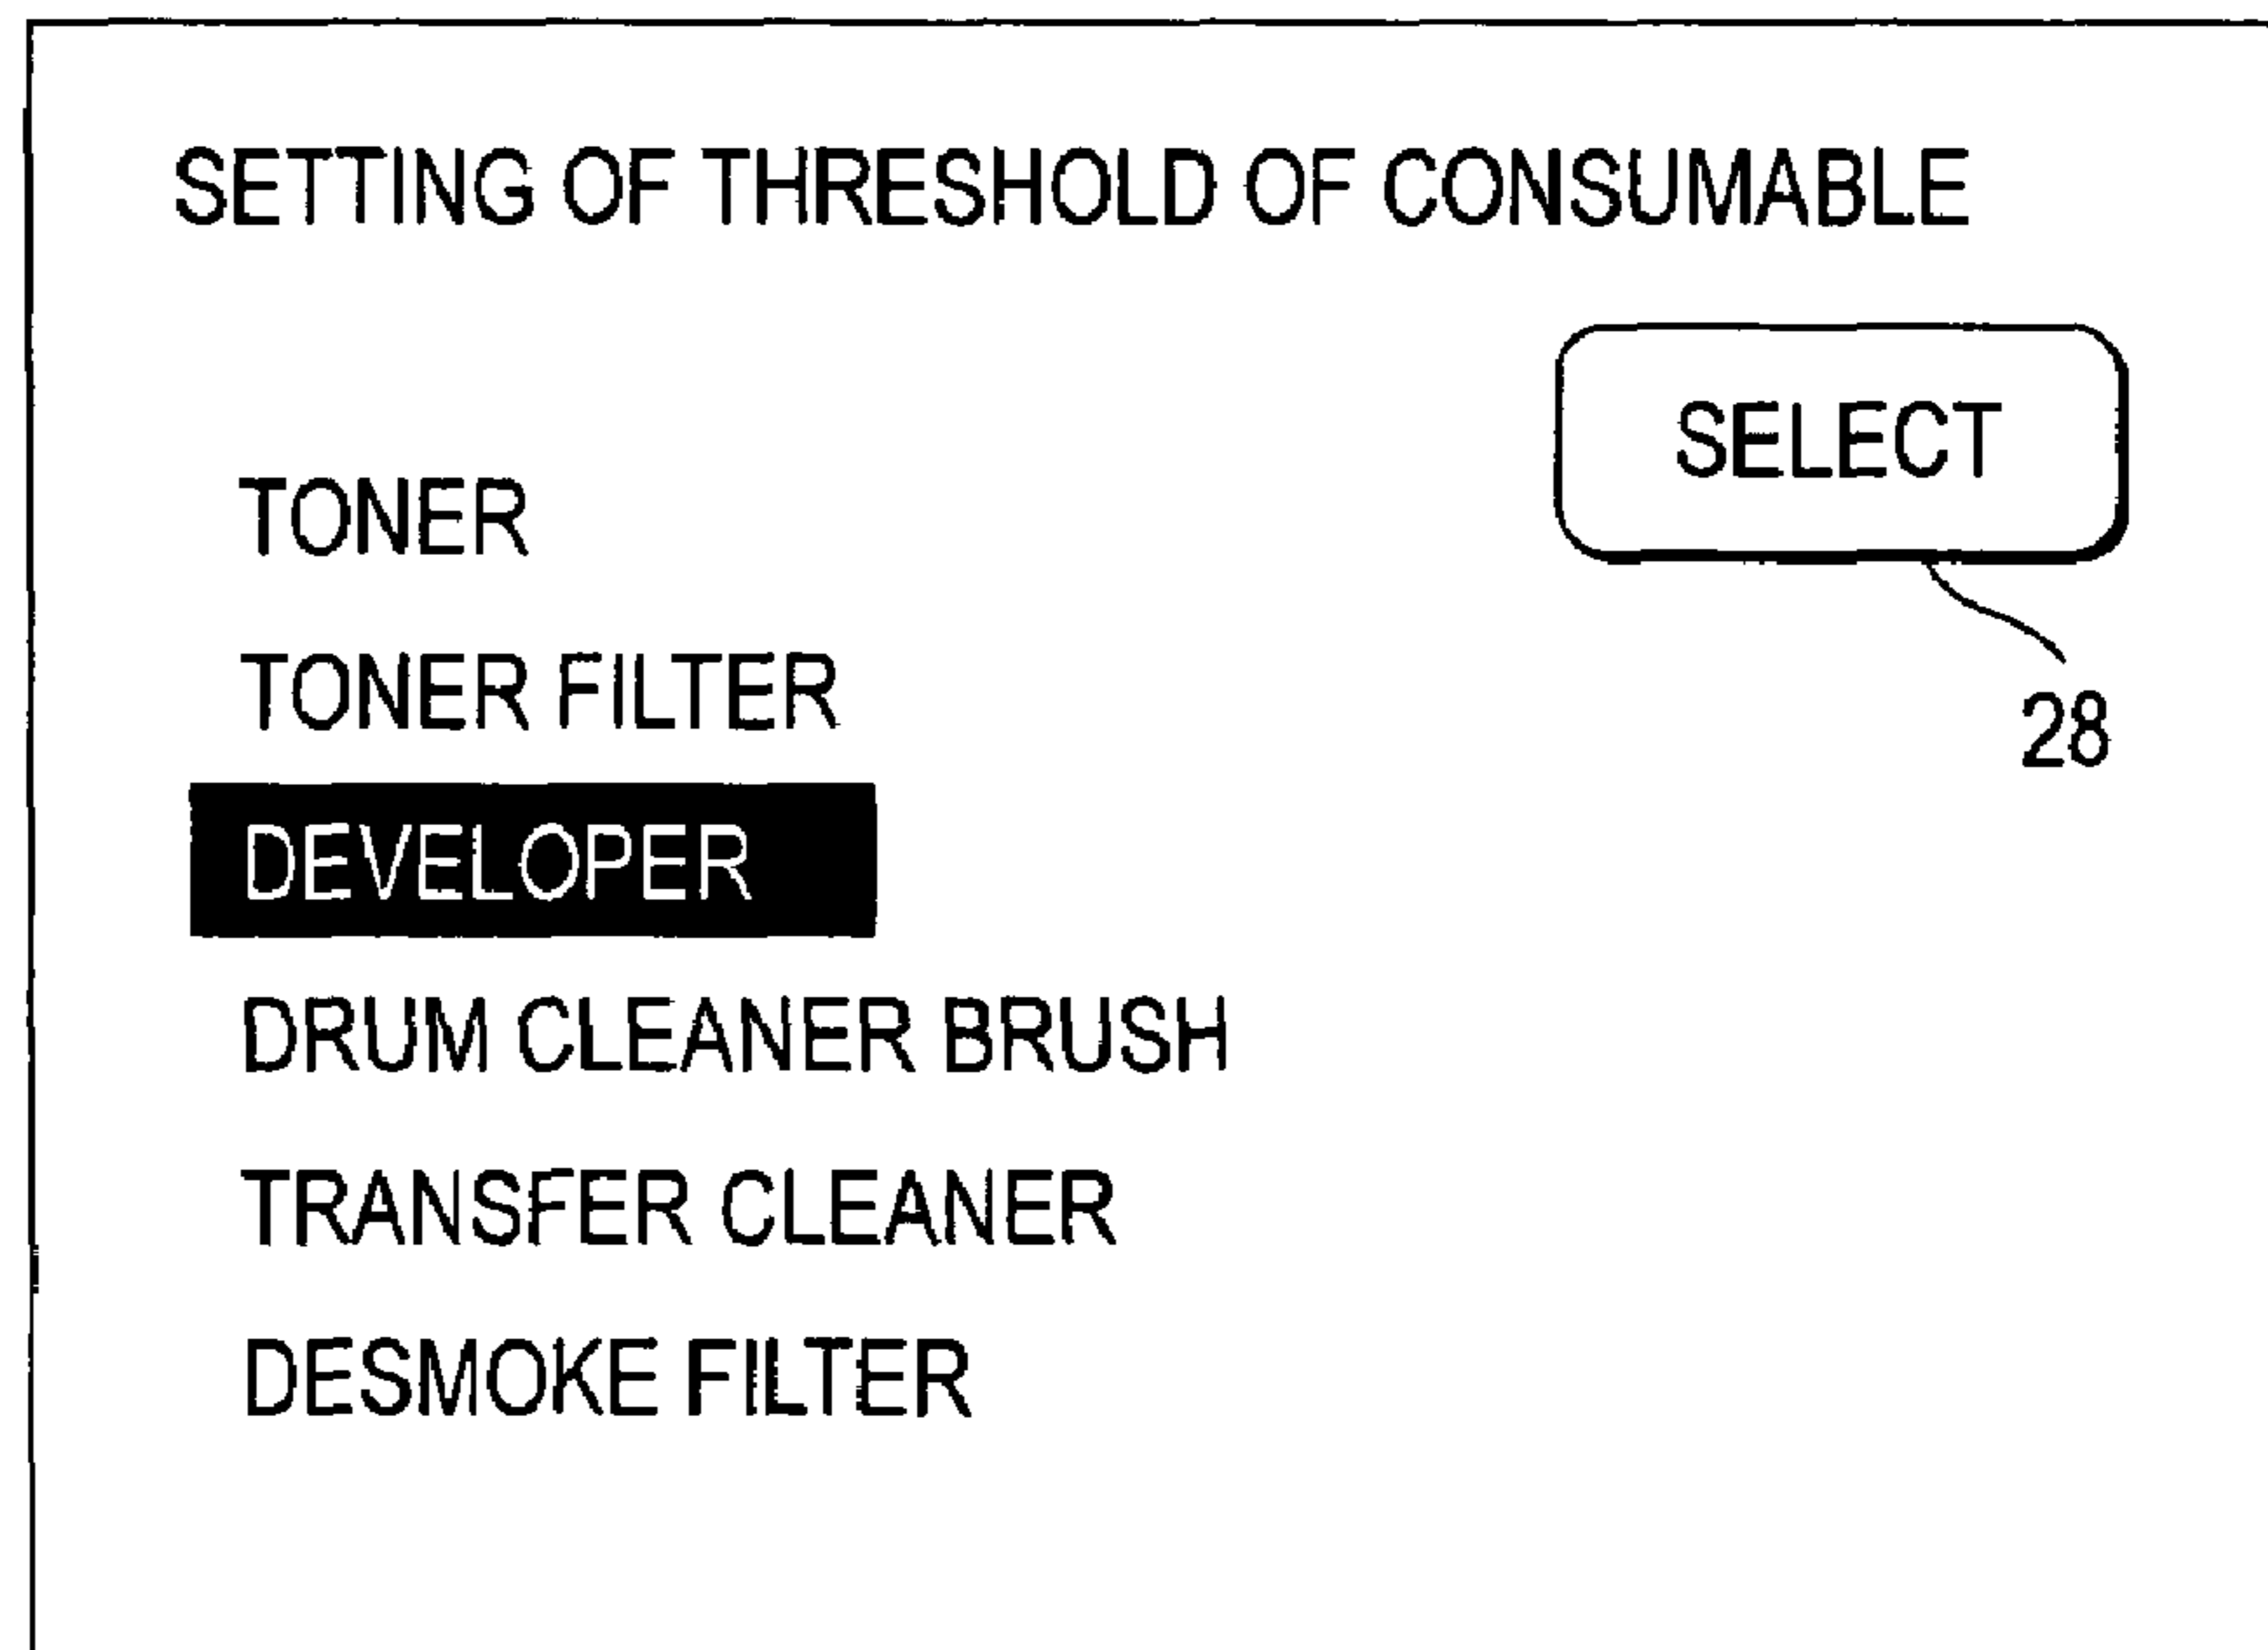 SETTING OF THRESHOLD OF CONSUMABLE
SELECT
TONER
TONER FILTER
28
DEVELOPER
DRUM CLEANER BRUSH
TRANSFER CLEANER
DESMOKE FILTER